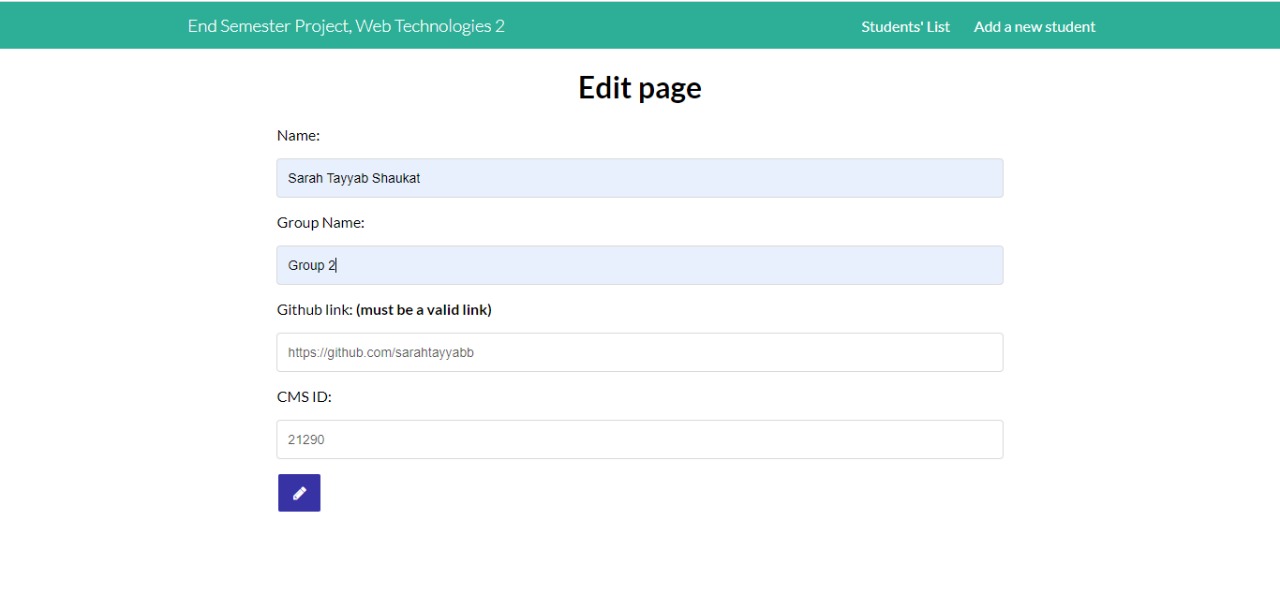 End Semester Project, Web Technologies 2
Students' List
Add a new student
Edit page
Name:
Sarah Tayyab Shaukat
Group Name:
Group 2
Github link: (must be a valid link)
https://github.com/sarahtayyabb
CMS ID:
21290